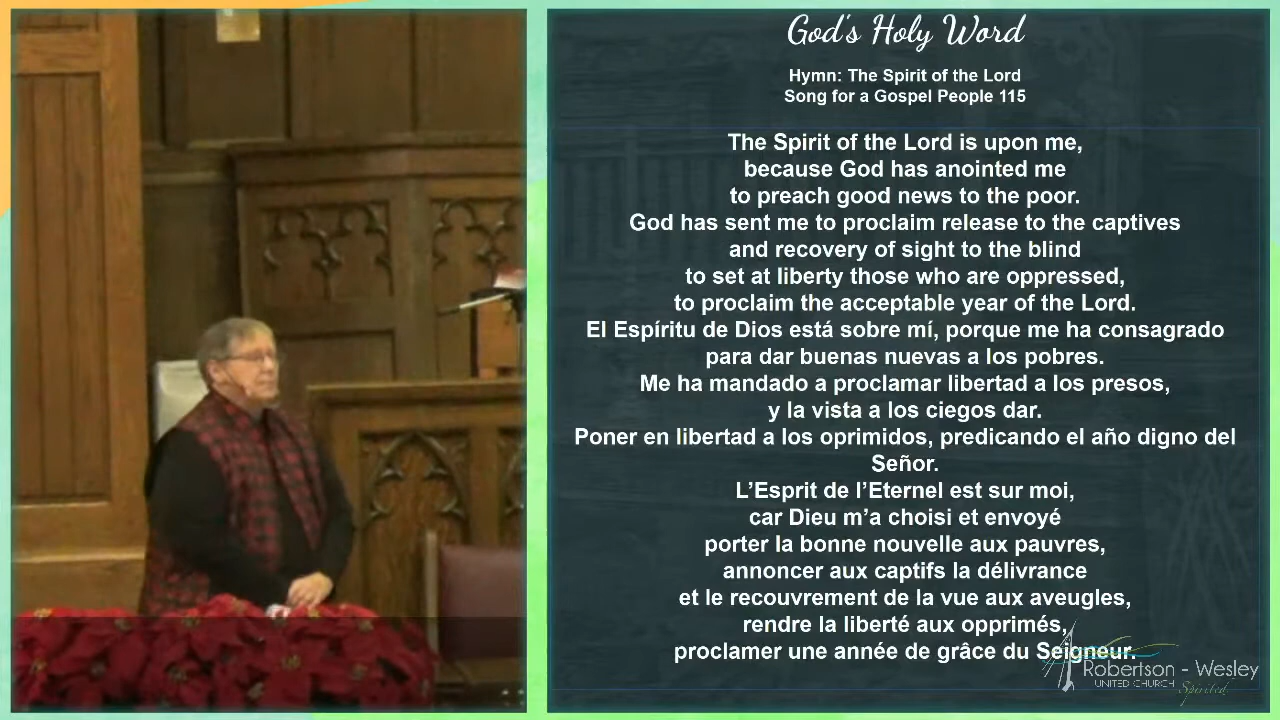 God's Holy Word
Hymn: The Spirit of the Lord
Song for a Gospel People 115
The Spirit of the Lord is upon me,
because God has anointed me
to preach good news to the poor.
God has sent me to proclaim release to the captives
and recovery of sight to the blind
to set at liberty those who are oppressed,
to proclaim the acceptable year of the Lord.
El Espíritu de Dios está sobre mí, porque me ha consagrado
para dar buenas nuevas a los pobres.
Me ha mandado a proclamar libertad a los presos,
y la vista a los ciegos dar.
Poner en libertad a los oprimidos, predicando el año digno del
Señor.
L’Esprit de l’Eternel est sur moi,
car Dieu m’a choisi et envoyé
porter la bonne nouvelle aux pauvres,
annoncer aux captifs la délivrance
et le recouvrement de la vue aux aveugles,
rendre la liberté aux opprimés,
proclamer une année de grâce du Seigneur.
Robertson - Wesley
UNITED CHURCH Spirited